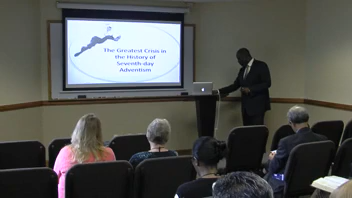 The Greatest Crisis in
the History of
Seventh-day
Adventism